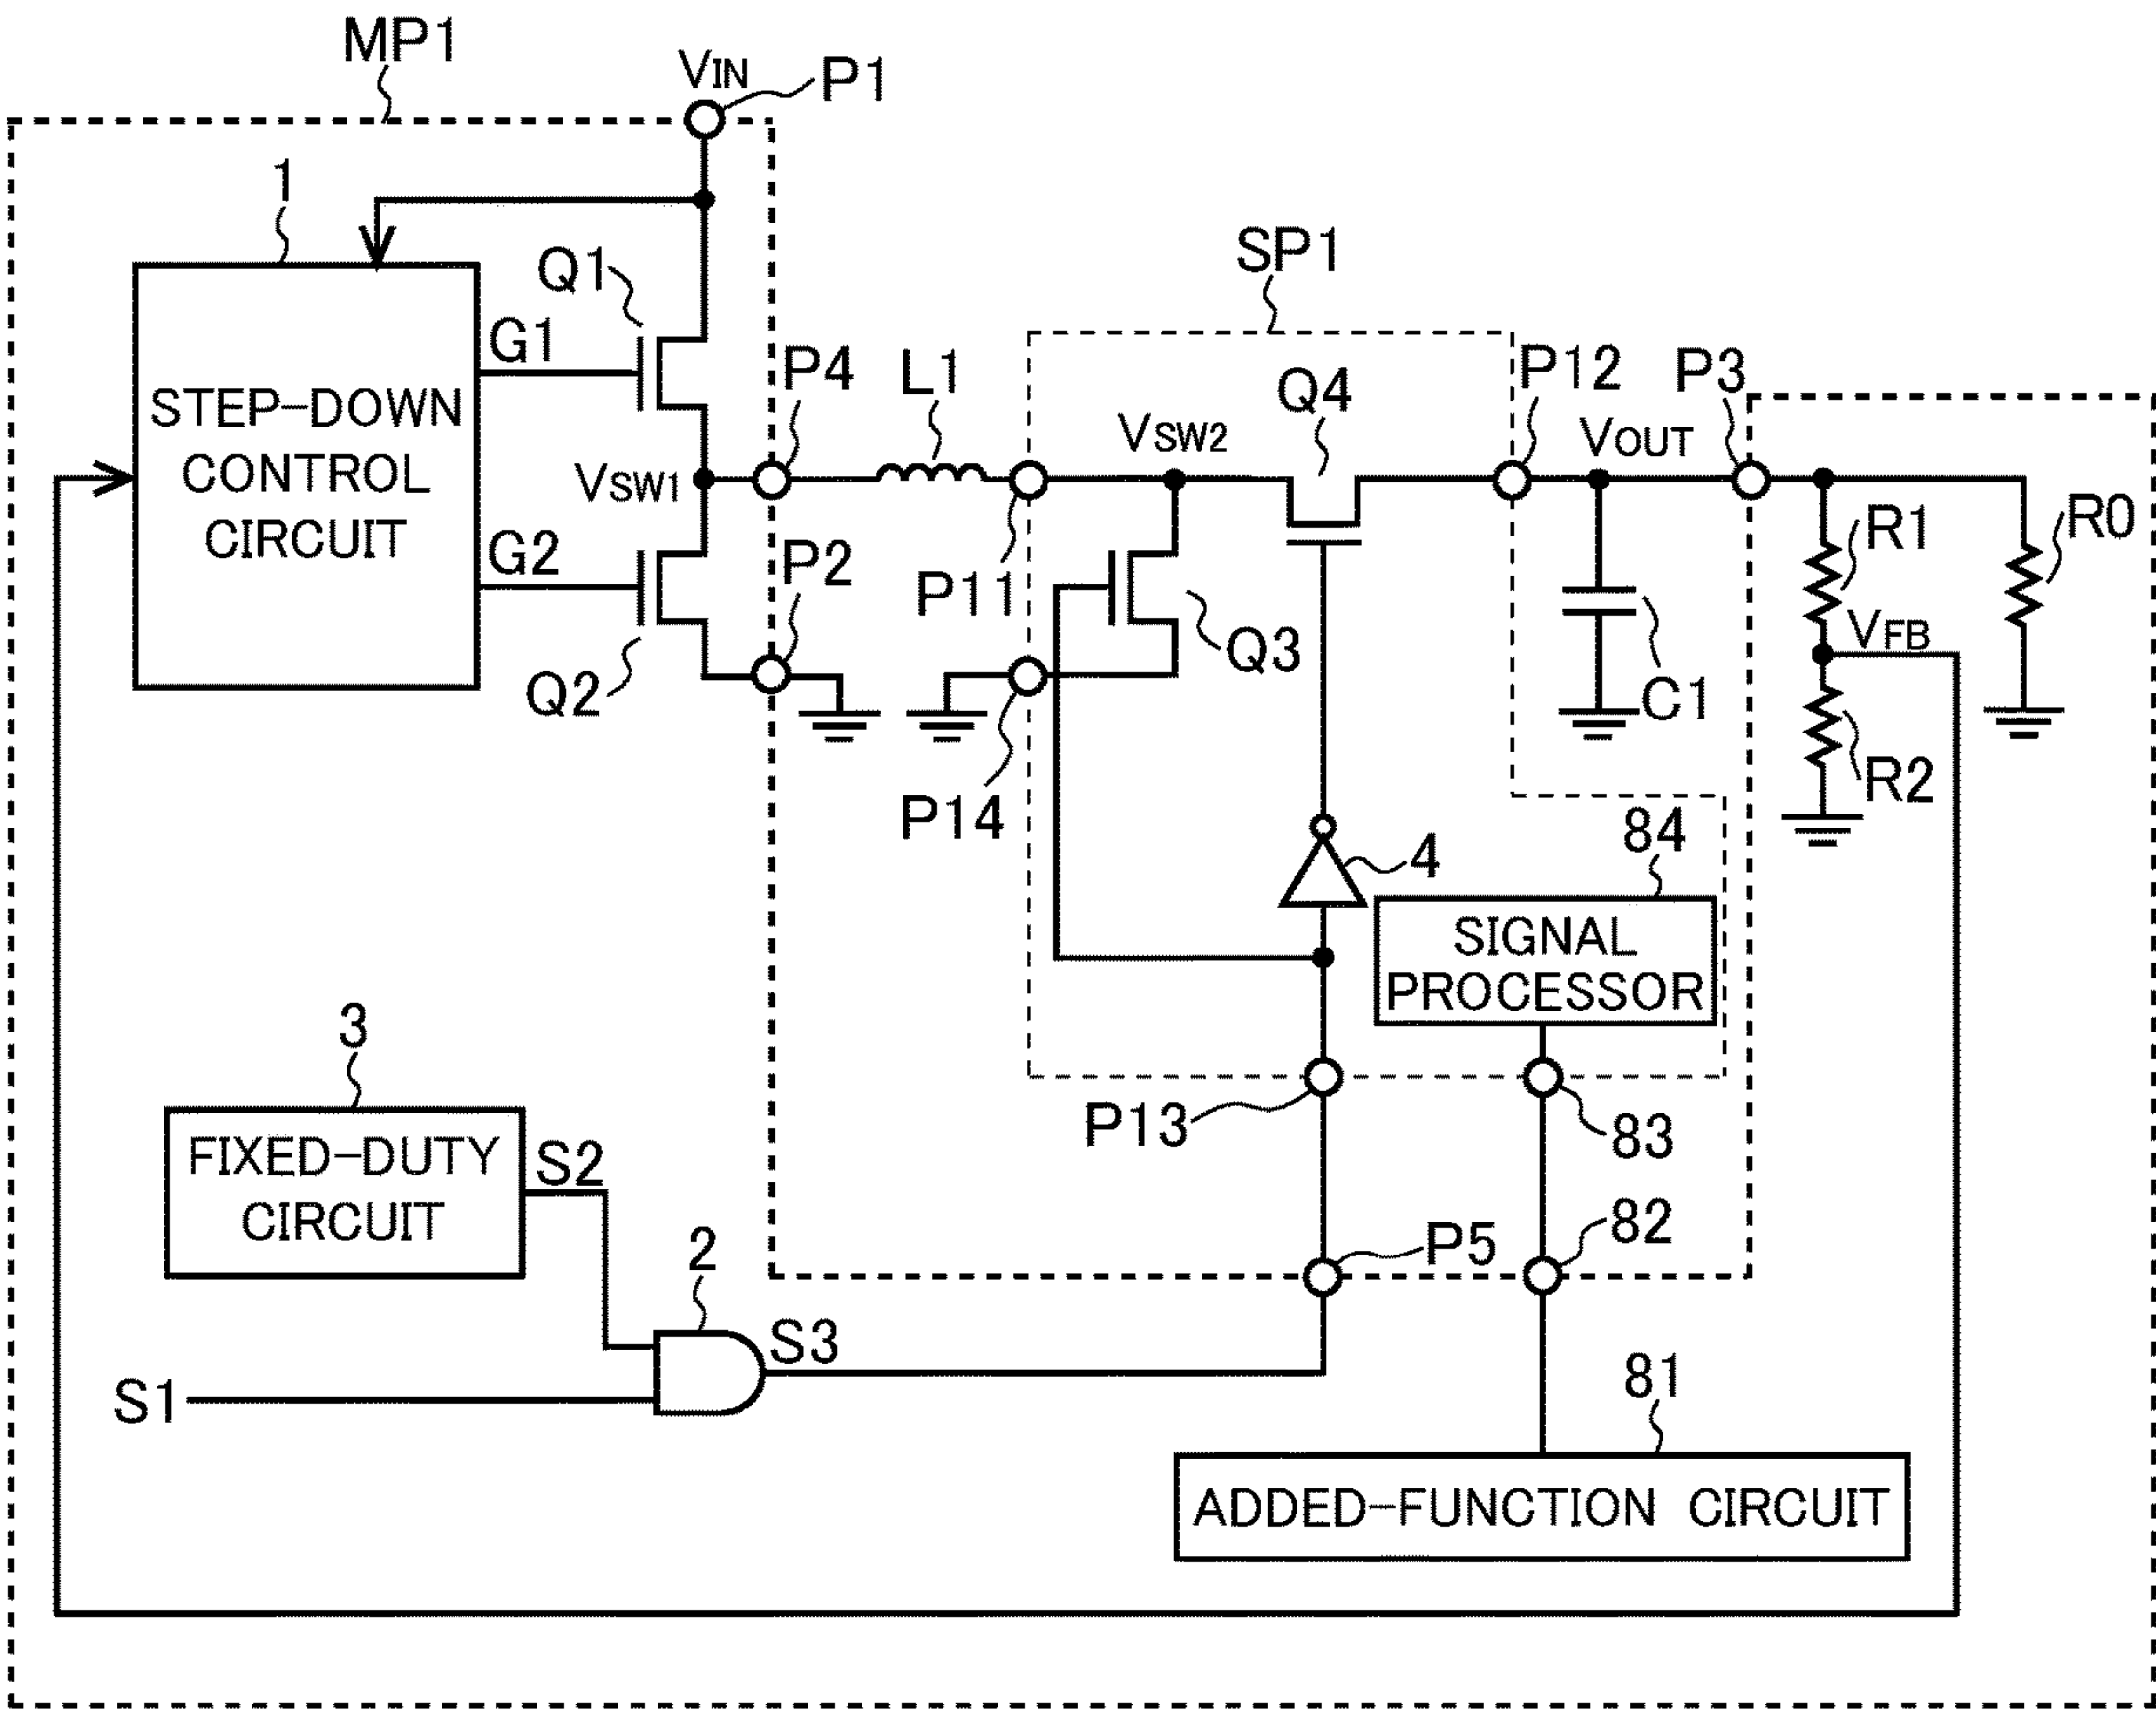 MP1
VIN
P1
1
SP1
Q1
G1
P4
L1
Q4
P12
P3
STEP-DOWN
CONTROL
CIRCUIT
VSW1
VSW2
VOUT
R1
R0
G2
P2
P11
Q3
VFB
Q2
C1
R2
P14
4
84
SIGNAL
PROCESSOR
3
P13
83
FIXED-DUTY
CIRCUIT
S2
82
P5
2
S3
S1
81
ADDED-FUNCTION CIRCUIT